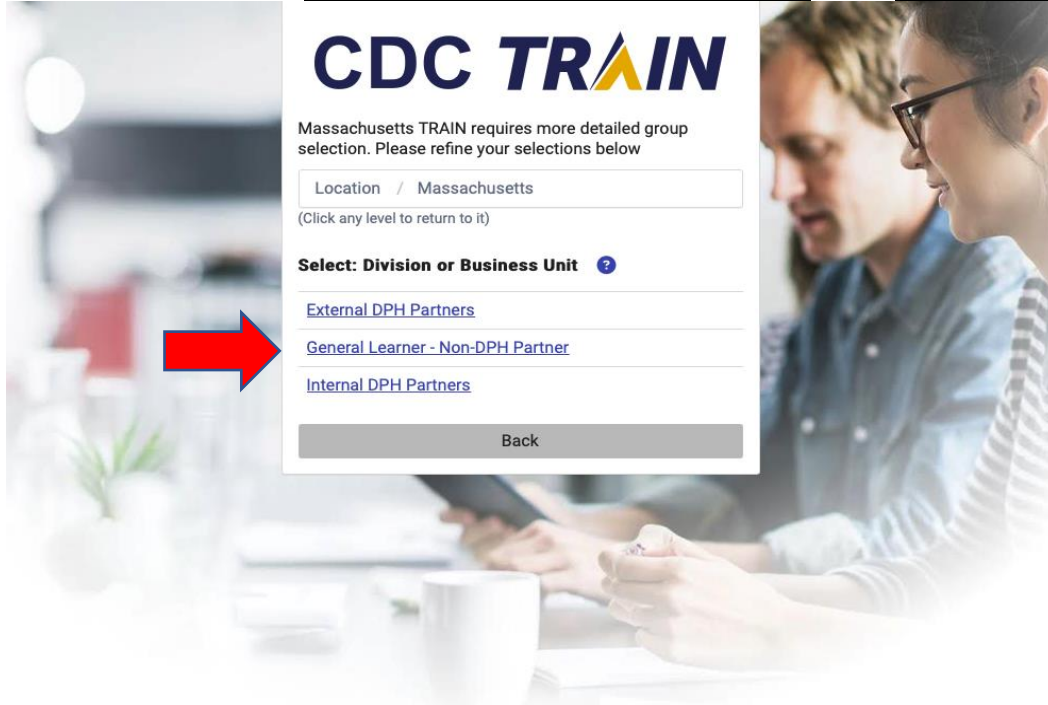 CDC TRAIN
Massachusetts TRAIN requires more detailed group
selection. Please refine your selections below
Location / Massachusetts
(Click any level to return to it)
Select: Division or Business Unit ?
External DPH Partners
General Learner - Non-DPH Partner
Internal DPH Partners
Back